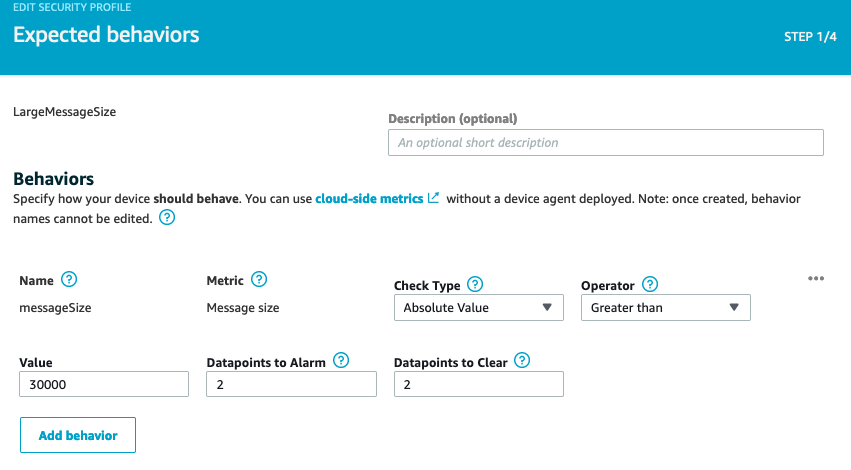 EDIT SECURITY PROFILE
Expected behaviors
STEP 1/4
LargeMessageSize
Description (optional)
An optional short description
Behaviors
Specify how your device should behave. You can use cloud-side metrics without a device agent deployed. Note: once created, behavior
names cannot be edited. ?
Name ? Metric ? Check Type ? Operator ?
messageSize Message size Absolute Value Greater than
Value Datapoints to Alarm ? Datapoints to Clear ?
30000 2 2
Add behavior